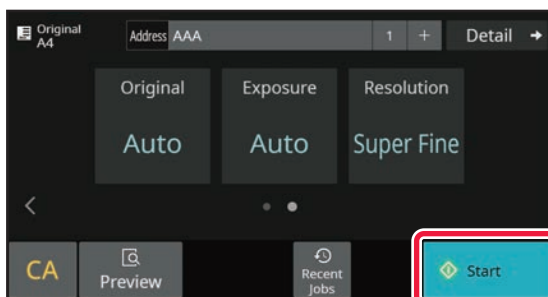 Original
A4
Address AAA 1 + Detail
Original Exposure Resolution
Auto Auto Super Fine
CA Preview Recent Jobs Start